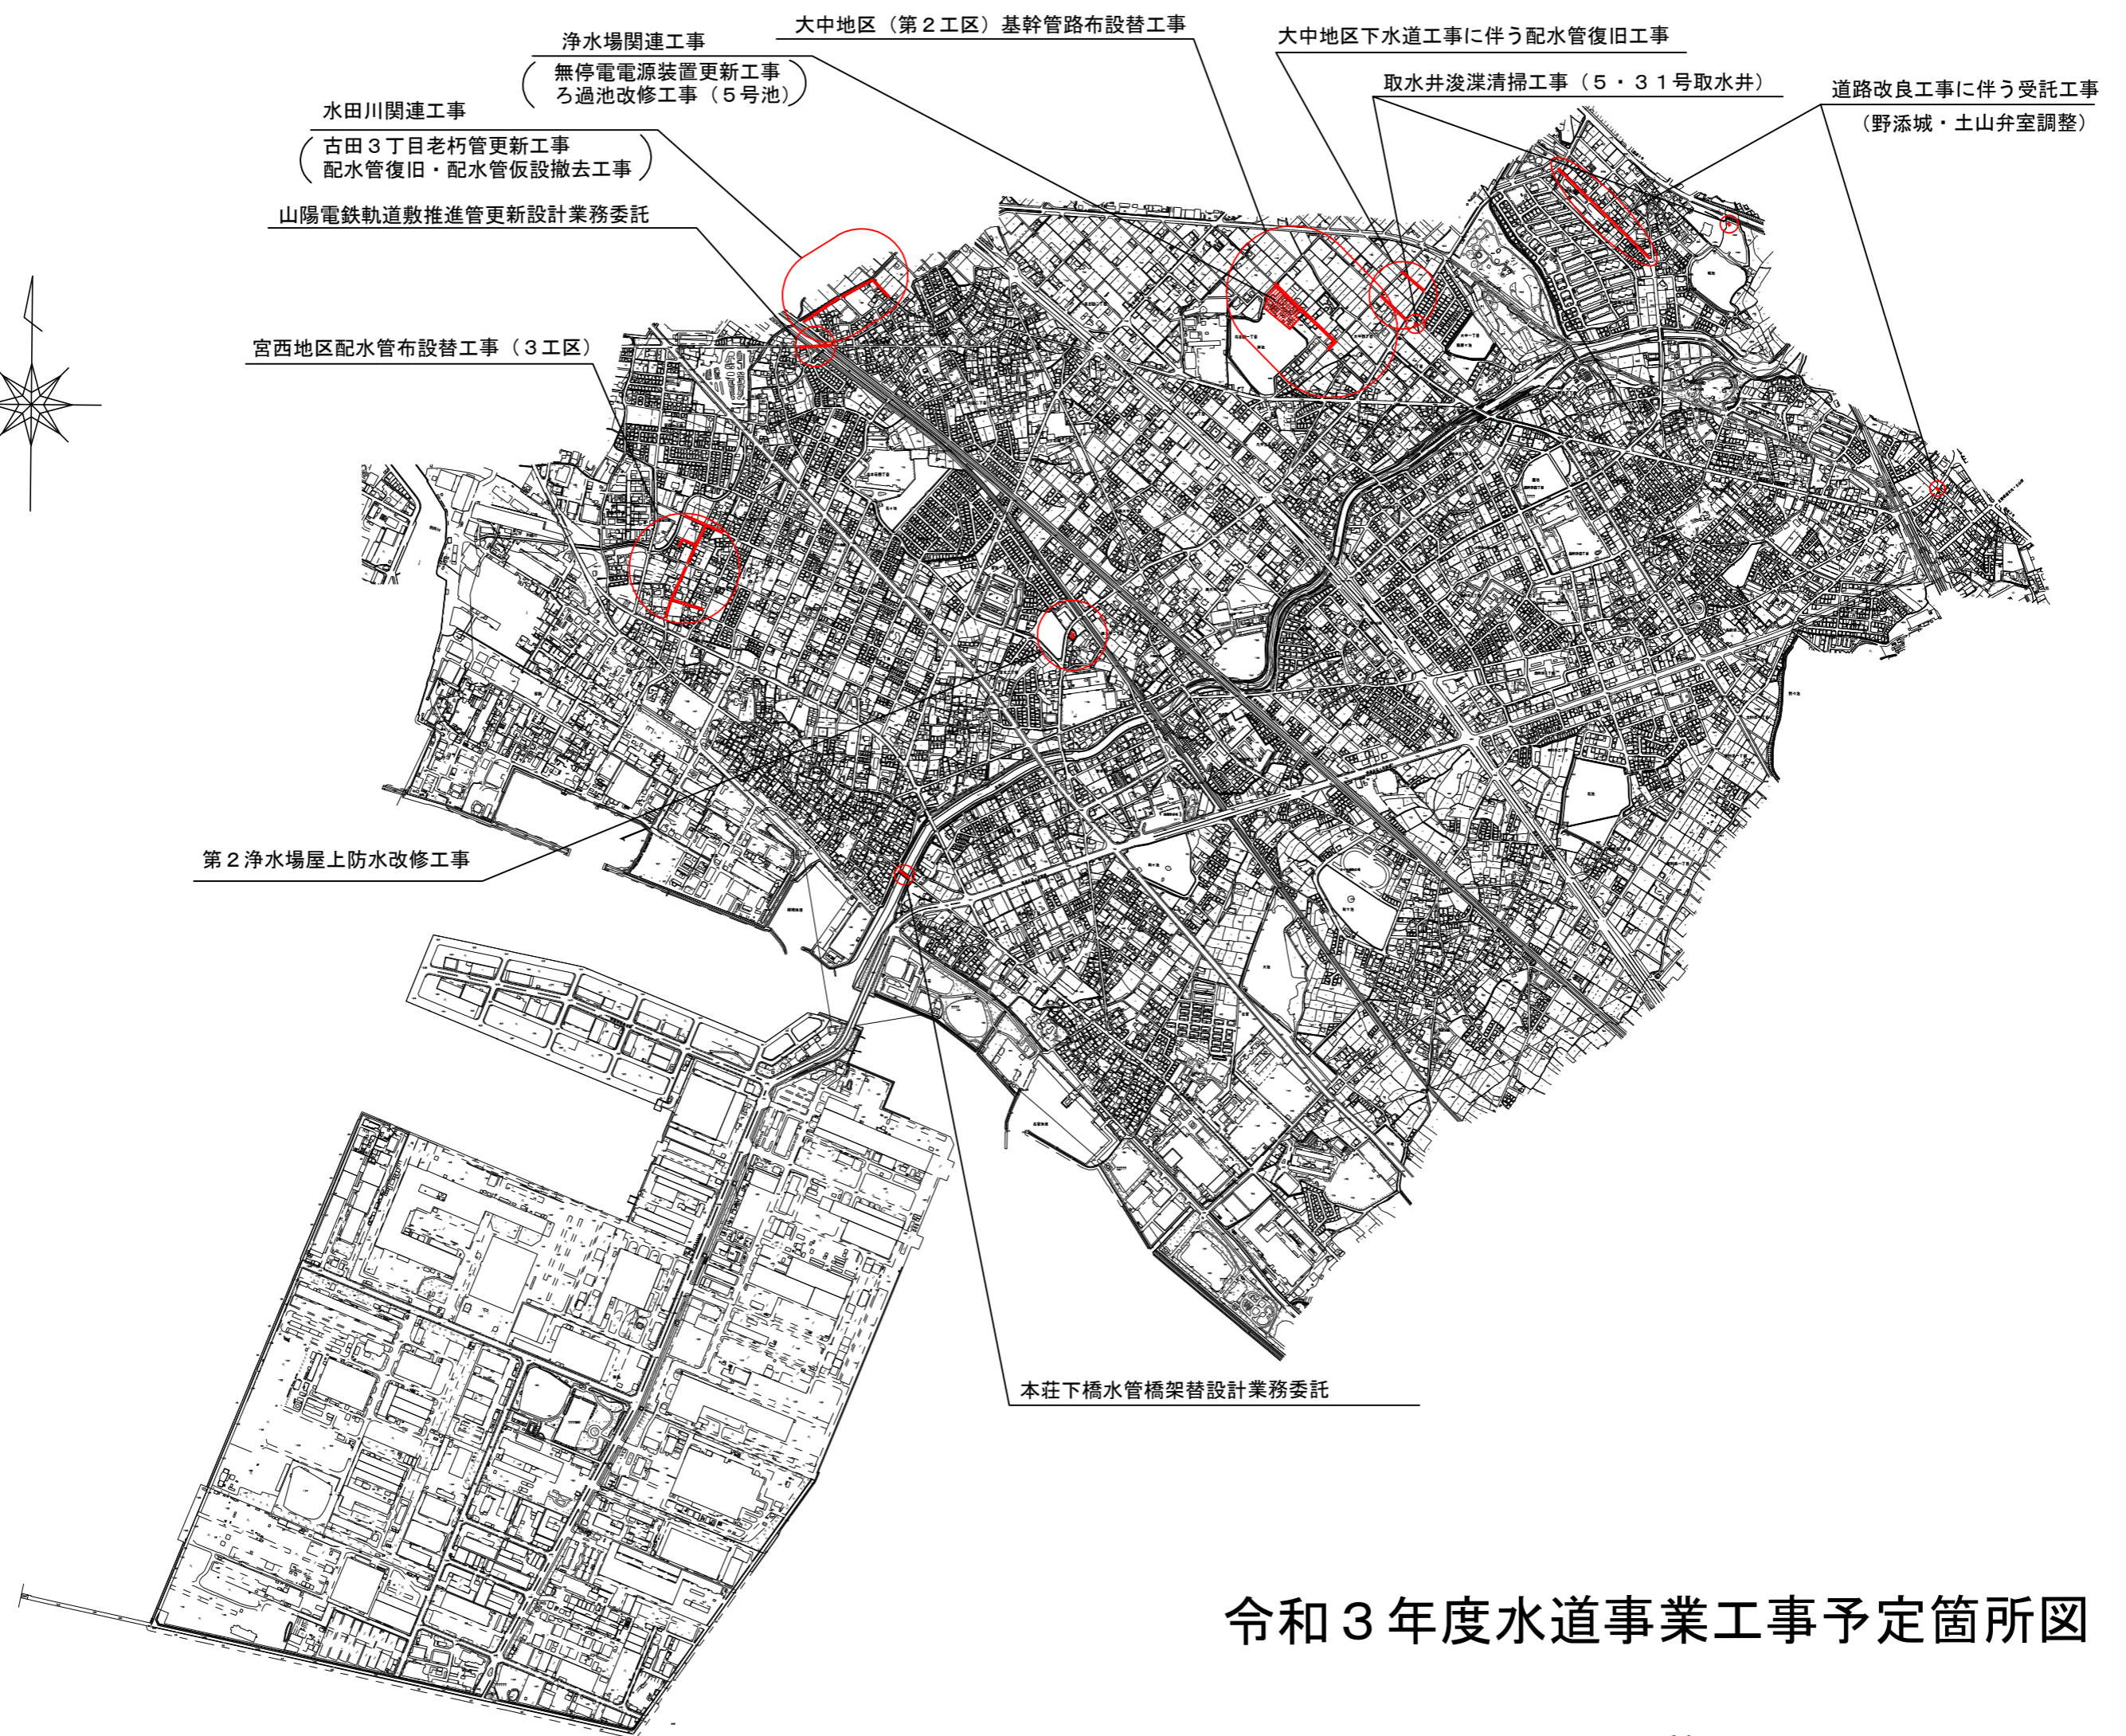 大中地区（第２工区）基幹管路布設替工事
浄水場関連工事
無停電電源装置更新工事
ろ過池改修工事（５号池）
大中地区下水道工事に伴う配水管復旧工事
取水井浚渫清掃工事（５・３１号取水井）
道路改良工事に伴う受託工事
（野添城・土山弁室調整）
水田川関連工事
古田３丁目老朽管更新工事
配水管復旧・配水管仮設撤去工事
山陽電鉄軌道敷推進管更新設計業務委託
宮西地区配水管布設替工事（３工区）
第２浄水場屋上防水改修工事
本荘下橋水管橋架替設計業務委託
令和３年度水道事業工事予定箇所図